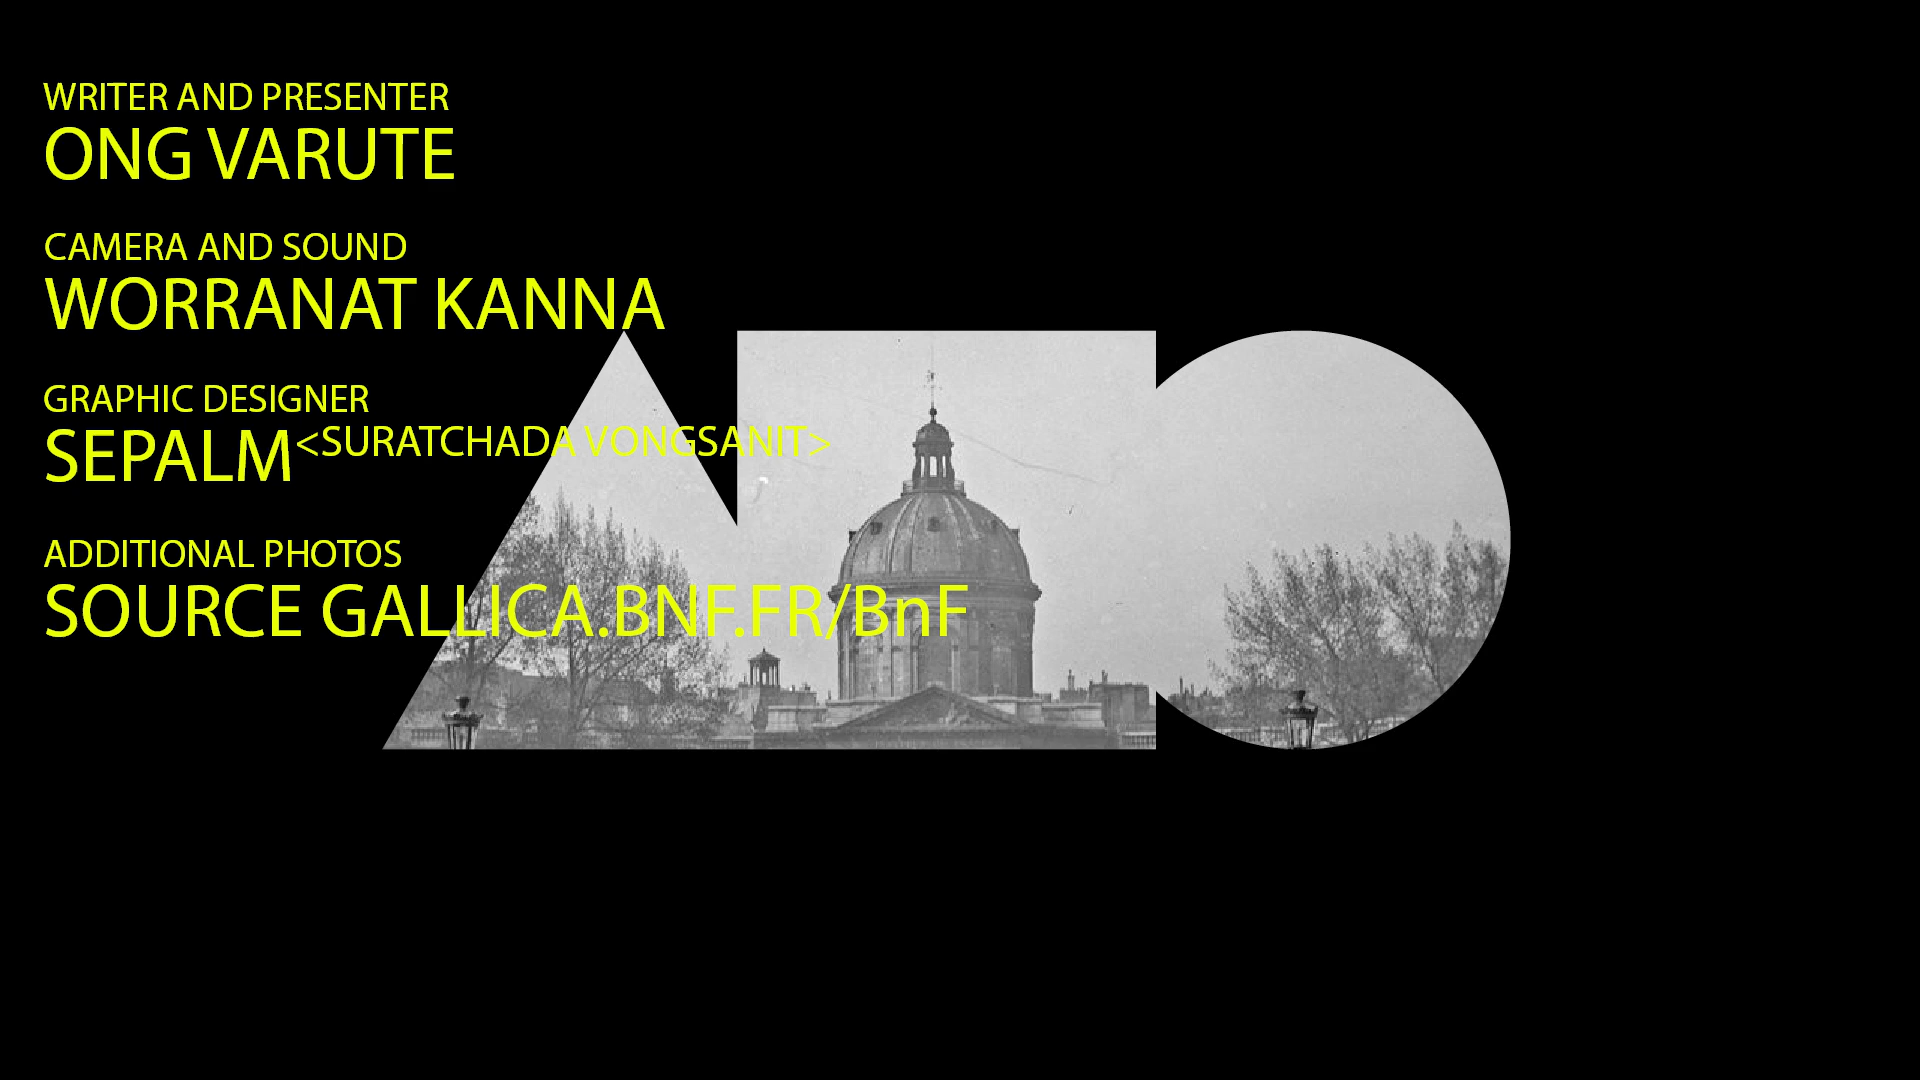 WRITER AND PRESENTER
ONG VARUTE
CAMERA AND SOUND
WORRANAT KANNA
GRAPHIC DESIGNER
SEPALM<SURATCHADA VONGSANIT>
ADDITIONAL PHOTOS
SOURCE GALLICA.BNF.FR/BnF